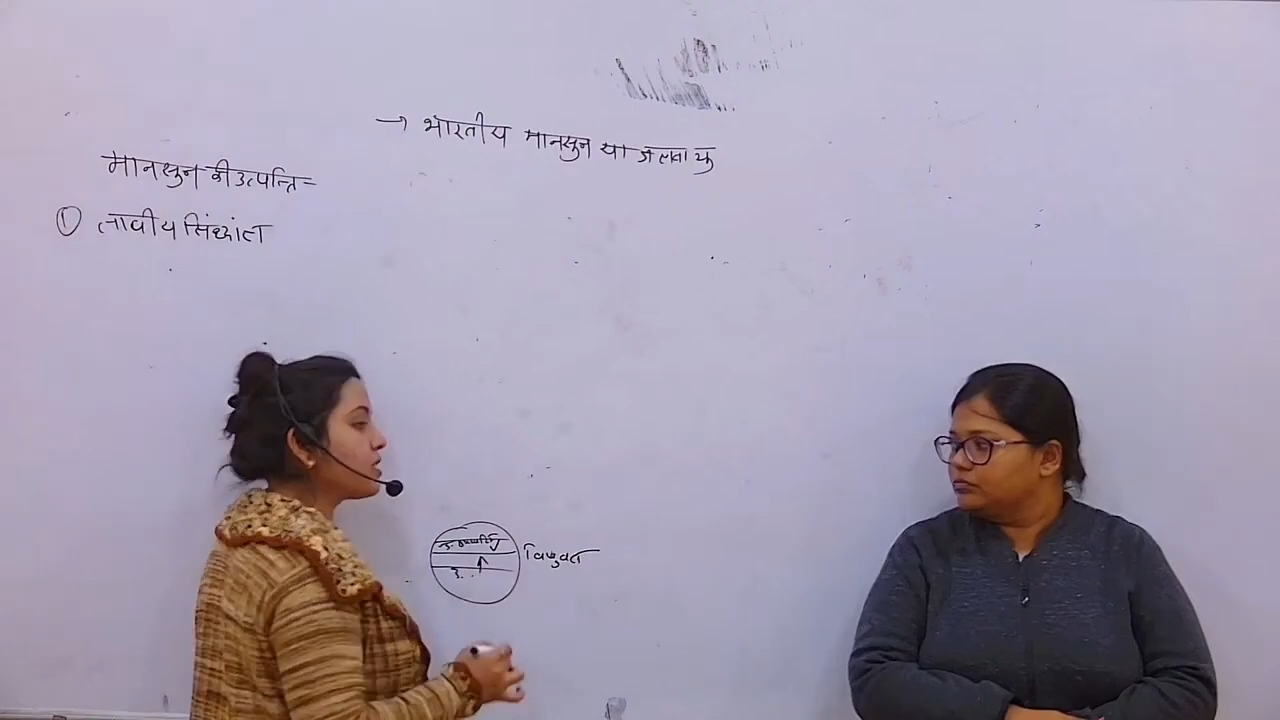 → भारतीय मानसुन या जलवायु
मानसुन की उत्पत्ति-
① तापीय सिंध्दांत
विषुवत